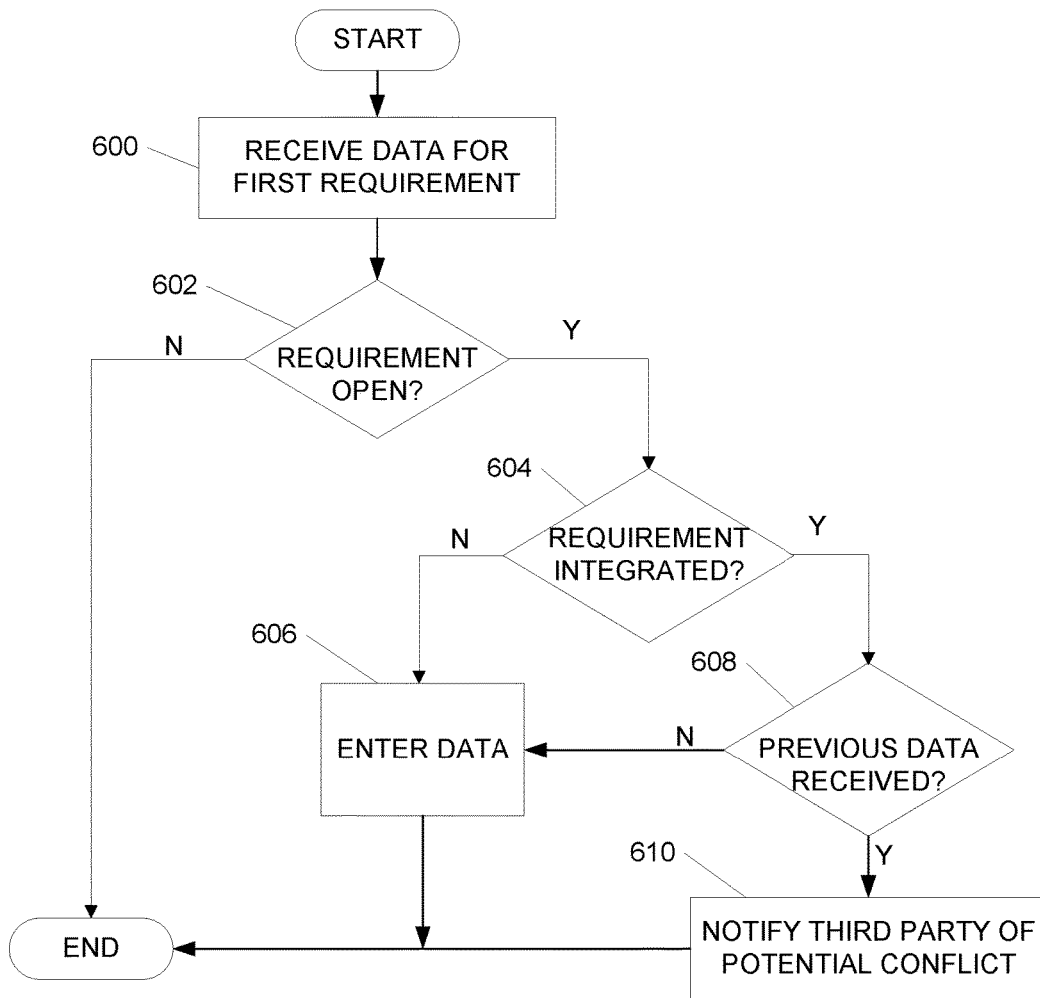 START
600
RECEIVE DATA FOR
FIRST REQUIREMENT
602
N
Y
REQUIREMENT
OPEN?
604
N
Y
REQUIREMENT
INTEGRATED?
606
608
ENTER DATA
N
PREVIOUS DATA
RECEIVED?
610
Y
END
NOTIFY THIRD PARTY OF
POTENTIAL CONFLICT